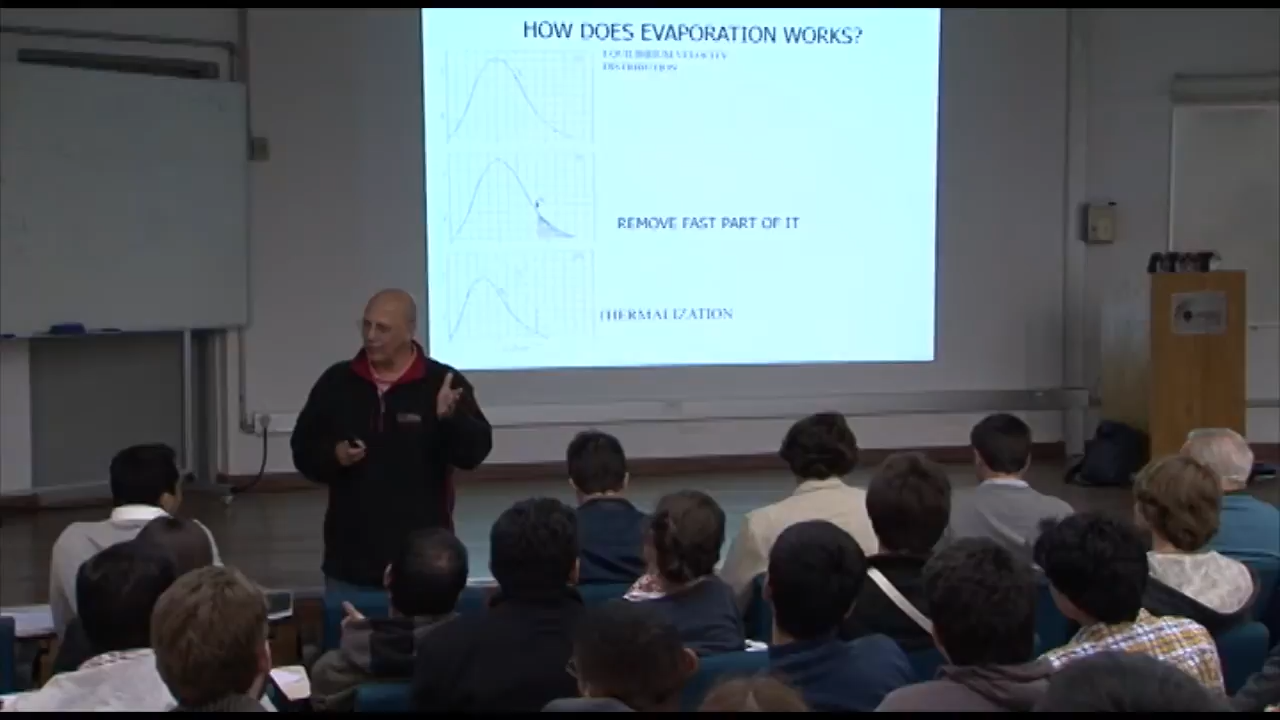 HOW DOES EVAPORATION WORKS?
EQUILIBRIUM VELOCITY
DISTRIBUTION
REMOVE FAST PART OF IT
THERMALIZATION